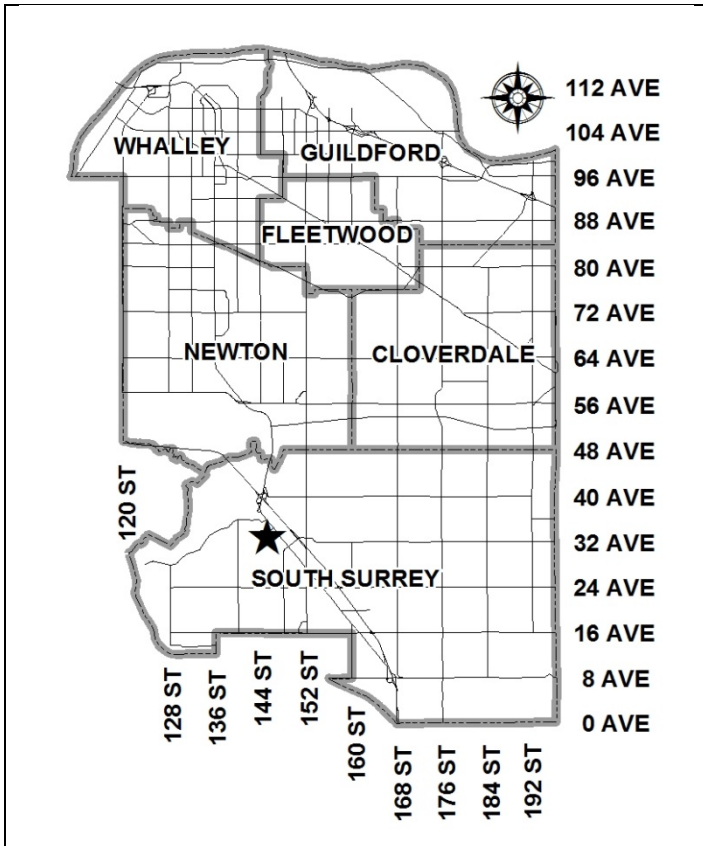 112 AVE
104 AVE
WHALLEY
GUILDFORD
96 AVE
88 AVE
FLEETWOOD
80 AVE
72 AVE
NEWTON
CLOVERDALE
64 AVE
56 AVE
48 AVE
120 ST
40 AVE
32 AVE
SOUTH SURREY
24 AVE
16 AVE
8 AVE
0 AVE
128 ST
136 ST
144 ST
152 ST
160 ST
168 ST
176 ST
184 ST
192 ST